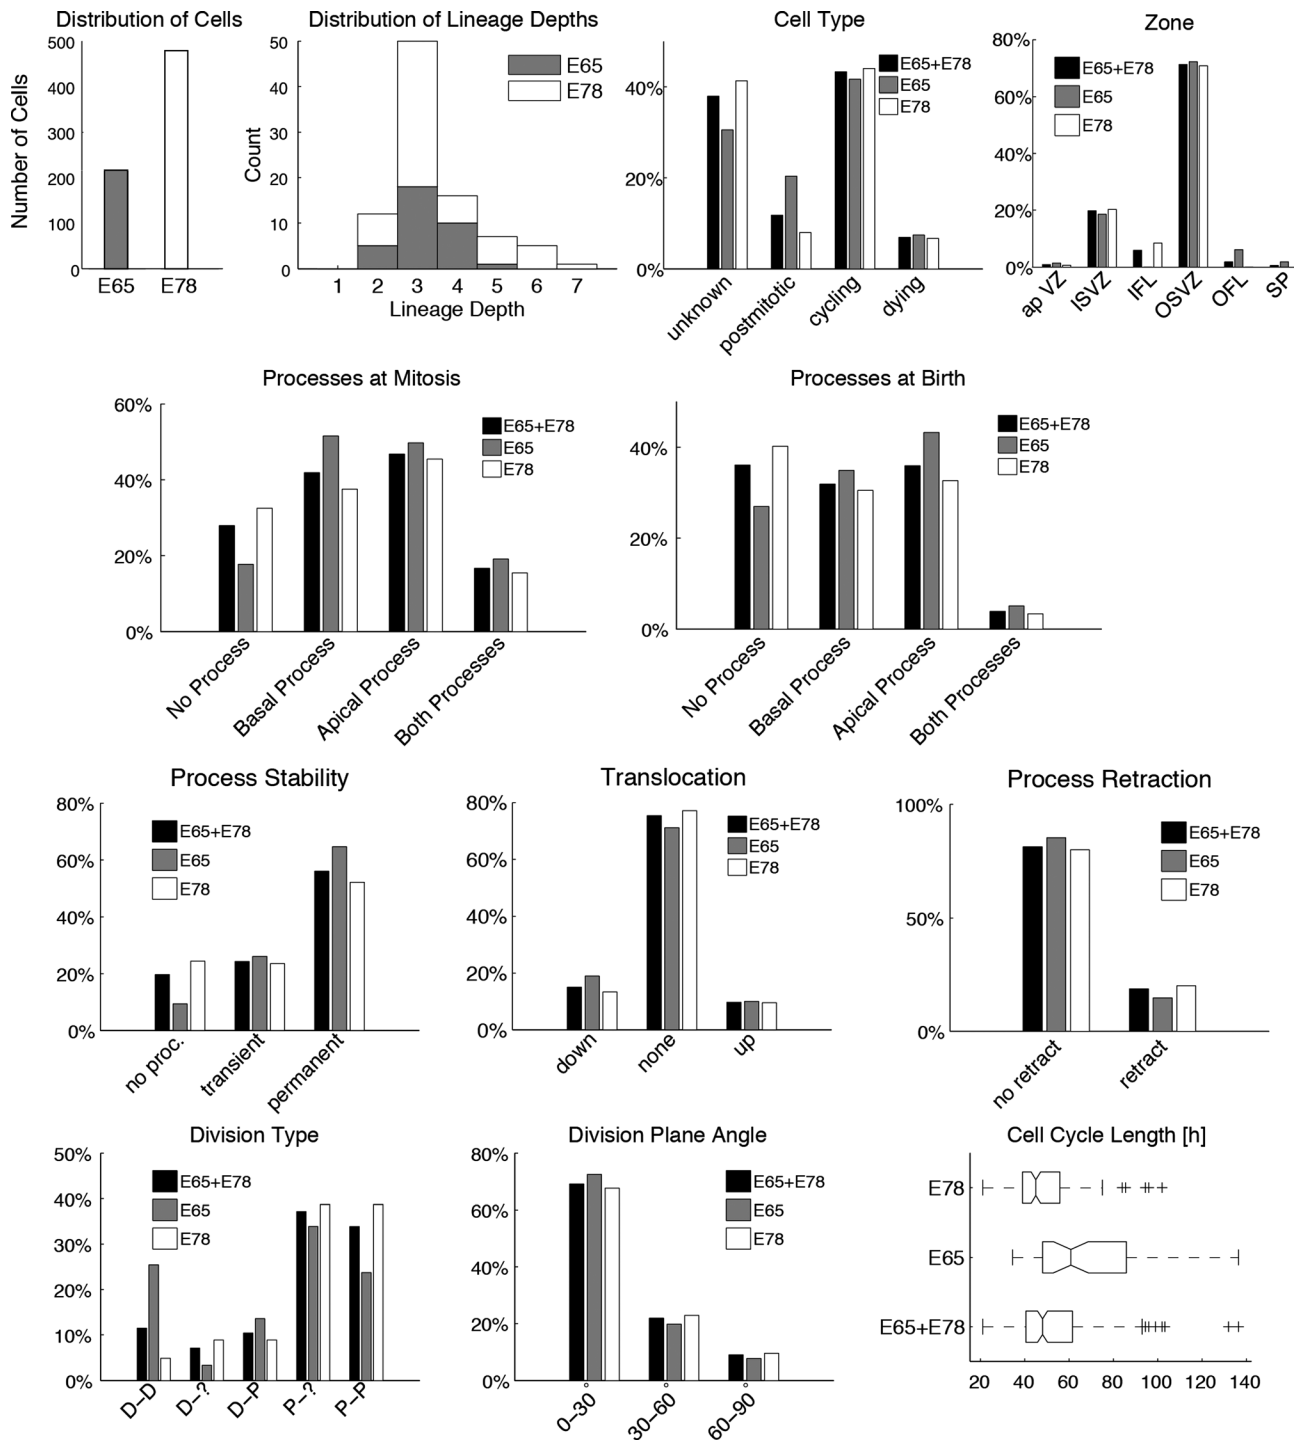 Distribution of Cells
Number of Cells
500
400
300
200
100
0
E65
E78
Distribution of Lineage Depths
Count
50
40
30
20
10
0
E65
E78
1 2 3 4 5 6 7
Lineage Depth
Cell Type
40%
20%
0%
E65+E78
E65
E78
unknown
postmitotic
cycling
dying
Zone
80%
60%
40%
20%
0%
E65+E78
E65
E78
ap VZ
ISVZ
IFL
OSVZ
OFL
SP
Processes at Mitosis
60%
40%
20%
0%
E65+E78
E65
E78
No Process
Basal Process
Apical Process
Both Processes
Processes at Birth
40%
20%
0%
E65+E78
E65
E78
No Process
Basal Process
Apical Process
Both Processes
Process Stability
80%
60%
40%
20%
0%
E65+E78
E65
E78
no proc.
transient
permanent
Translocation
80%
60%
40%
20%
0%
E65+E78
E65
E78
down
none
up
Process Retraction
100%
50%
0%
E65+E78
E65
E78
no retract
retract
Division Type
50%
40%
30%
20%
10%
0%
E65+E78
E65
E78
D–D
D–?
D–P
P–?
P–P
Division Plane Angle
80%
60%
40%
20%
0%
E65+E78
E65
E78
0–30°
30–60°
60–90°
Cell Cycle Length [h]
E78
E65
E65+E78
20 40 60 80 100 120 140